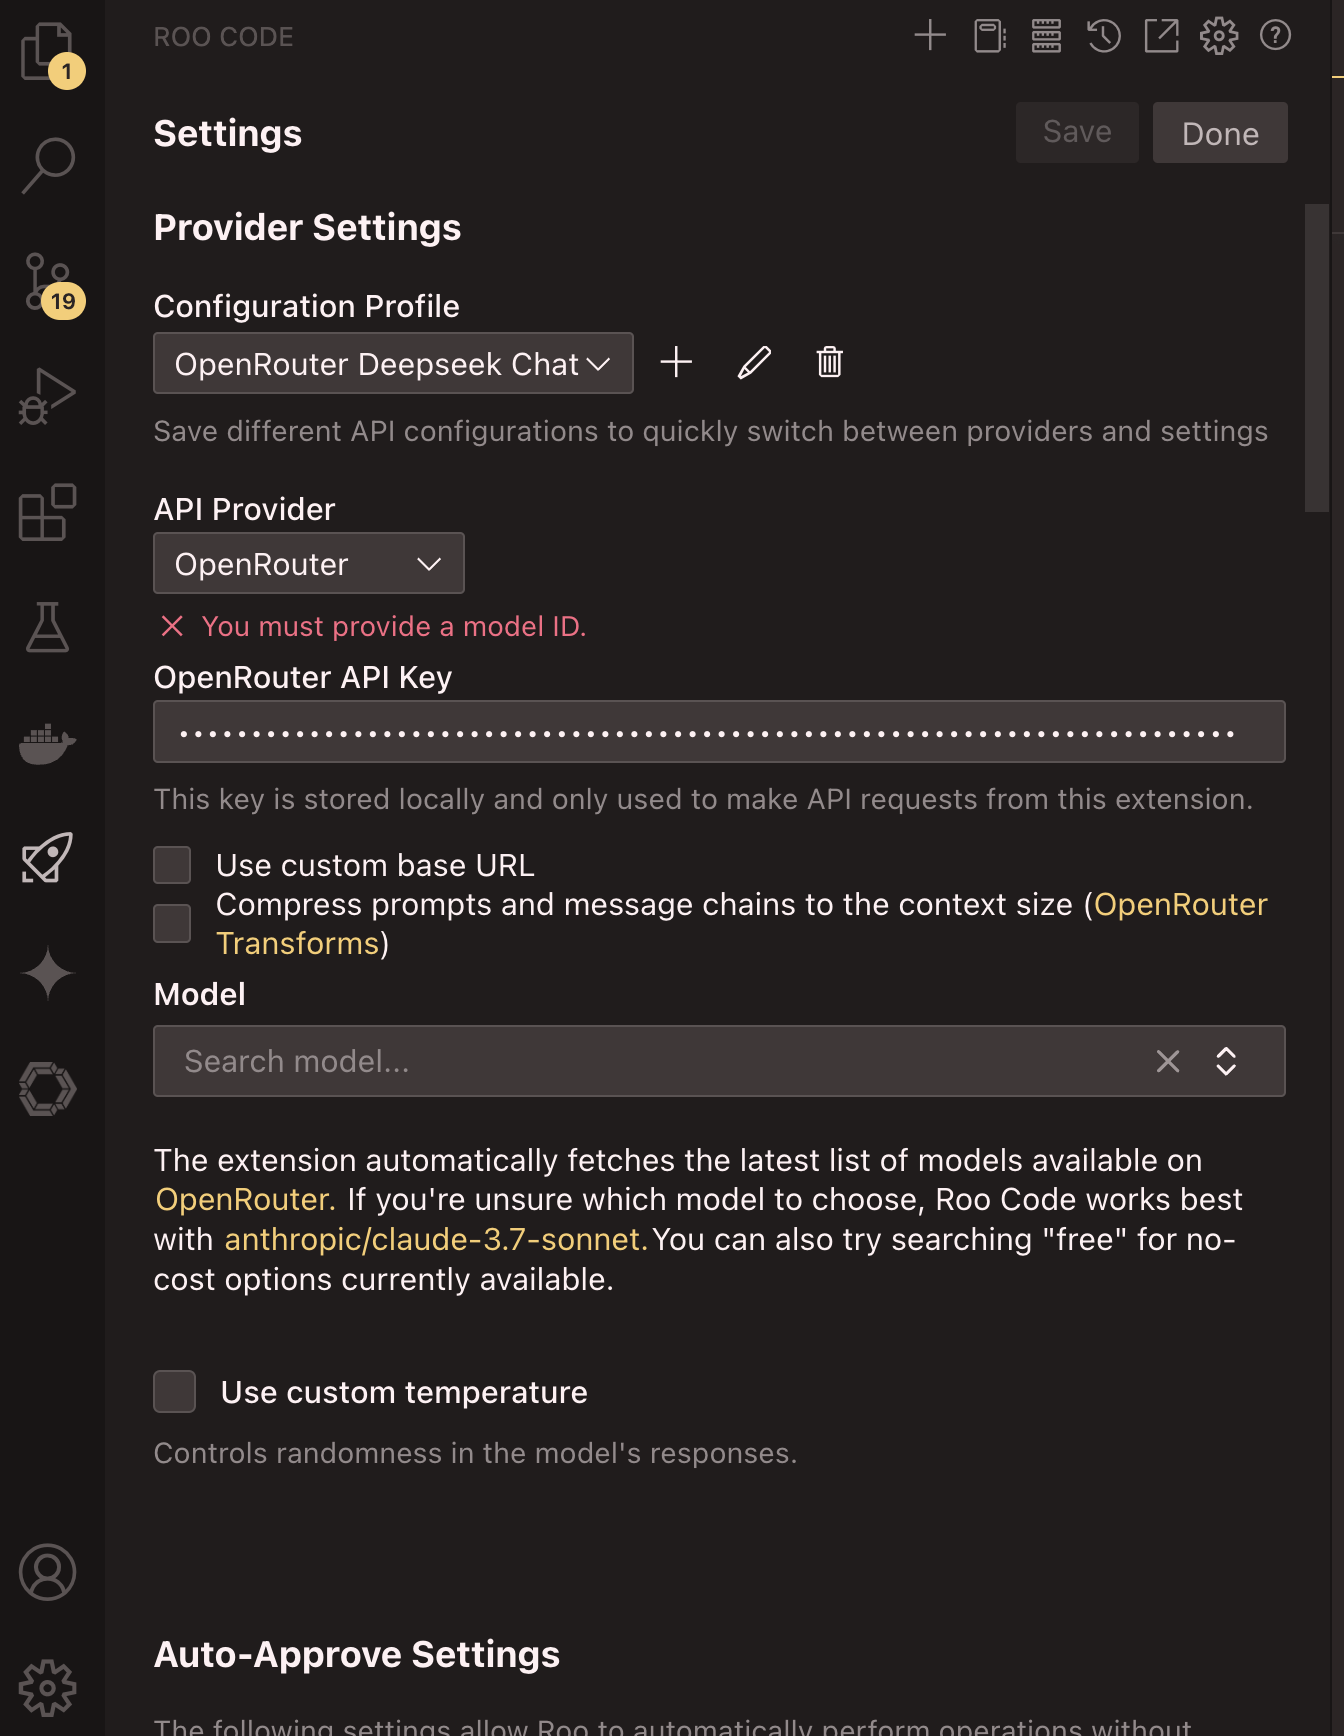 ROO CODE
1
Settings
Save
Done
Provider Settings
19
Configuration Profile
OpenRouter Deepseek Chat
Save different API configurations to quickly switch between providers and settings
API Provider
OpenRouter
You must provide a model ID.
OpenRouter API Key
This key is stored locally and only used to make API requests from this extension.
Use custom base URL
Compress prompts and message chains to the context size (OpenRouter
Transforms)
Model
Search model...
The extension automatically fetches the latest list of models available on
OpenRouter. If you're unsure which model to choose, Roo Code works best
with anthropic/claude-3.7-sonnet. You can also try searching "free" for no-
cost options currently available.
Use custom temperature
Controls randomness in the model's responses.
Auto-Approve Settings
The following settings allow Roo to automatically perform operations without